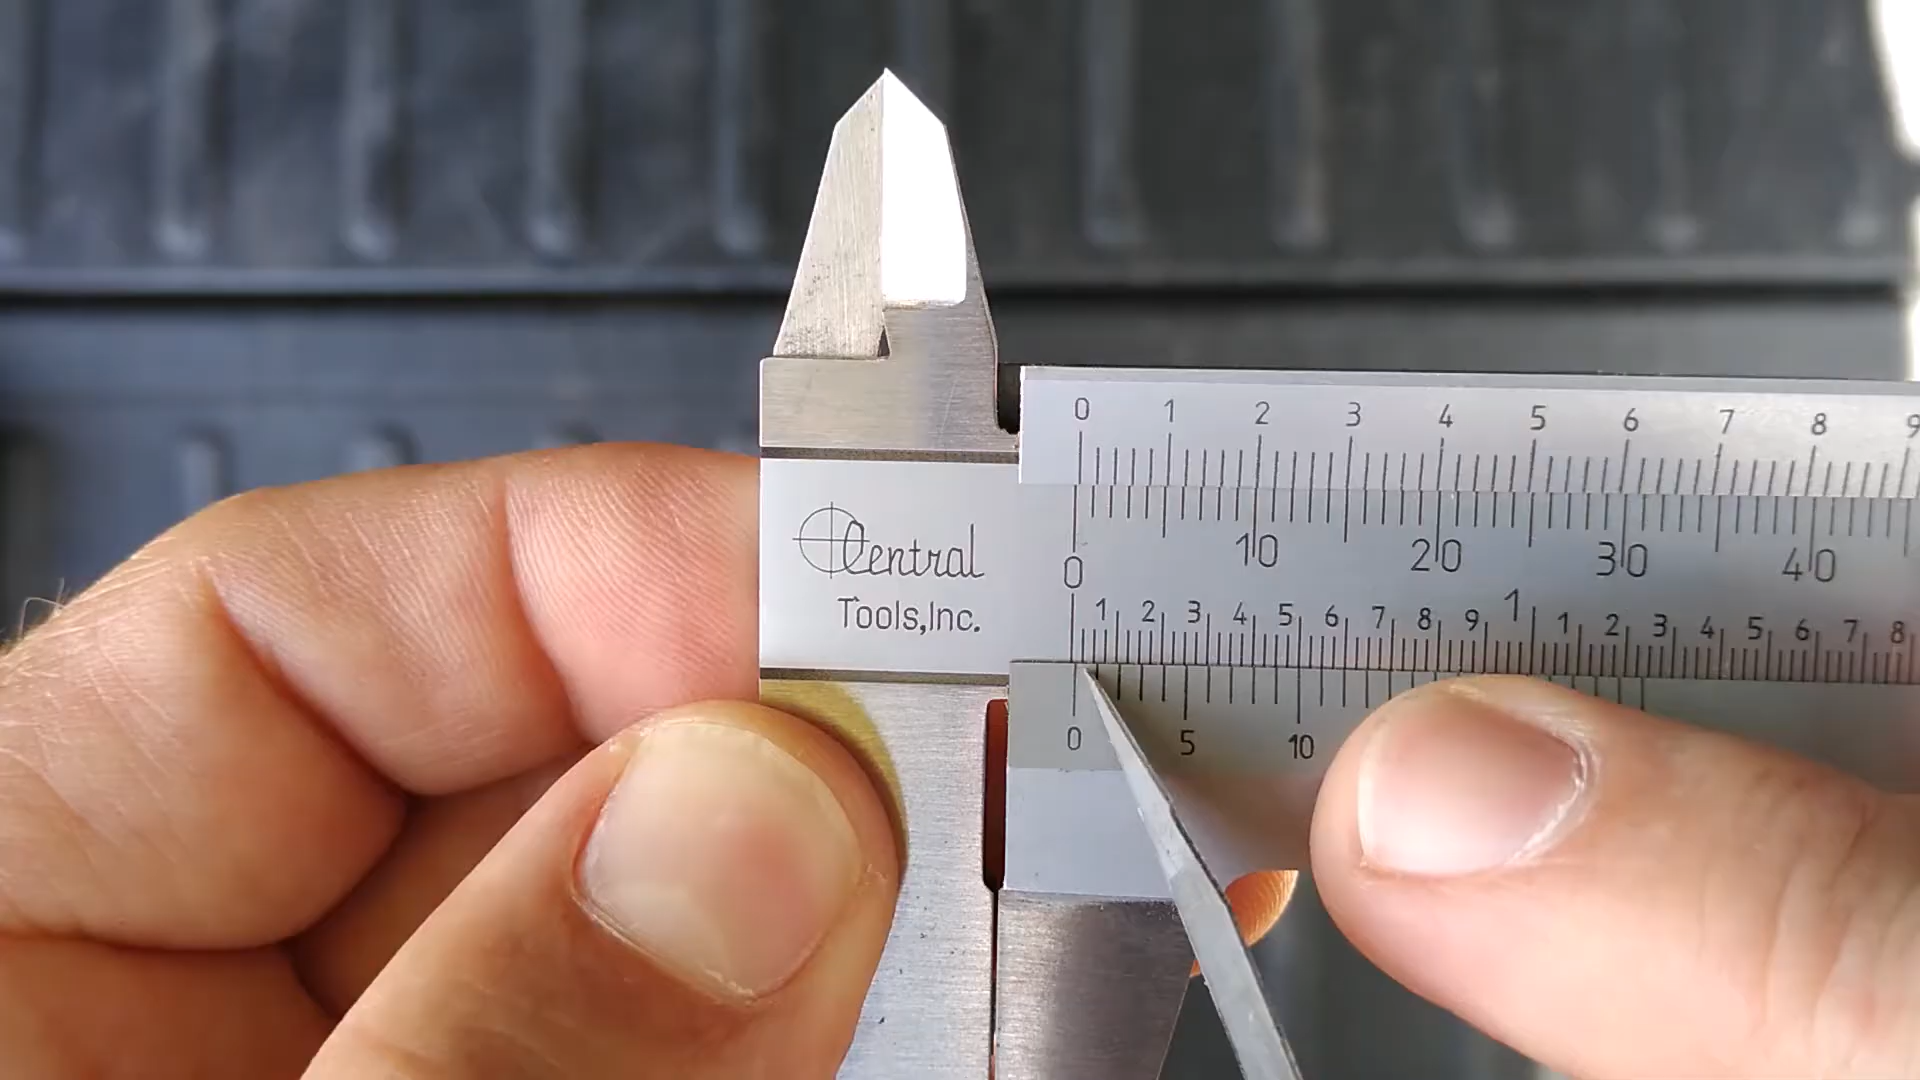 0 1 2 3 4 5 6 7 8 9
Central
Tools,Inc.
0 10 20 30 40
1 2 3 4 5 6 7 8 9 1 1 2 3 4 5 6 7 8
0 5 10